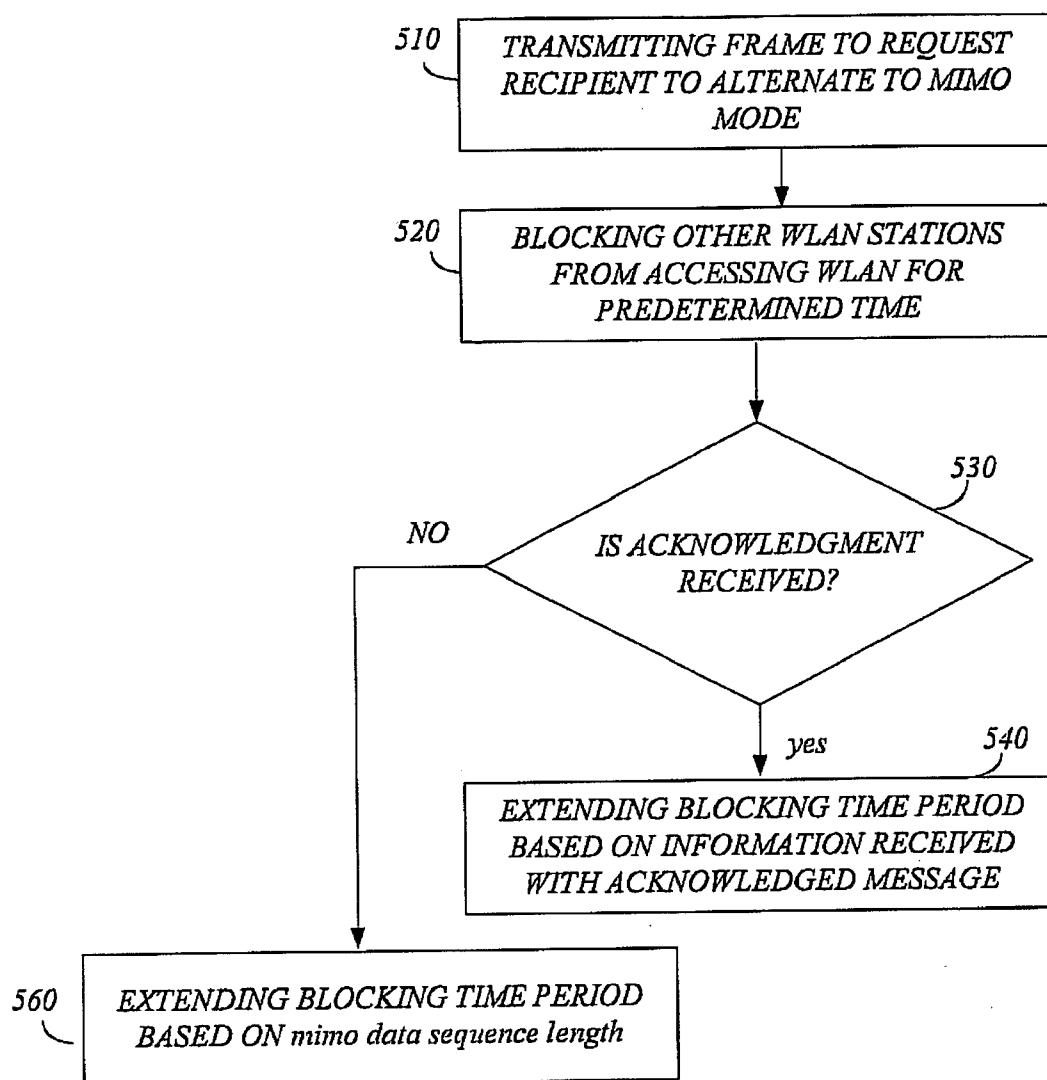 510
TRANSMITTING FRAME TO REQUEST
RECIPIENT TO ALTERNATE TO MIMO
MODE
520
BLOCKING OTHER WLAN STATIONS
FROM ACCESSING WLAN FOR
PREDETERMINED TIME
530
NO
IS ACKNOWLEDGMENT
RECEIVED?
yes
540
EXTENDING BLOCKING TIME PERIOD
BASED ON INFORMATION RECEIVED
WITH ACKNOWLEDGED MESSAGE
560
EXTENDING BLOCKING TIME PERIOD
BASED ON mimo data sequence length